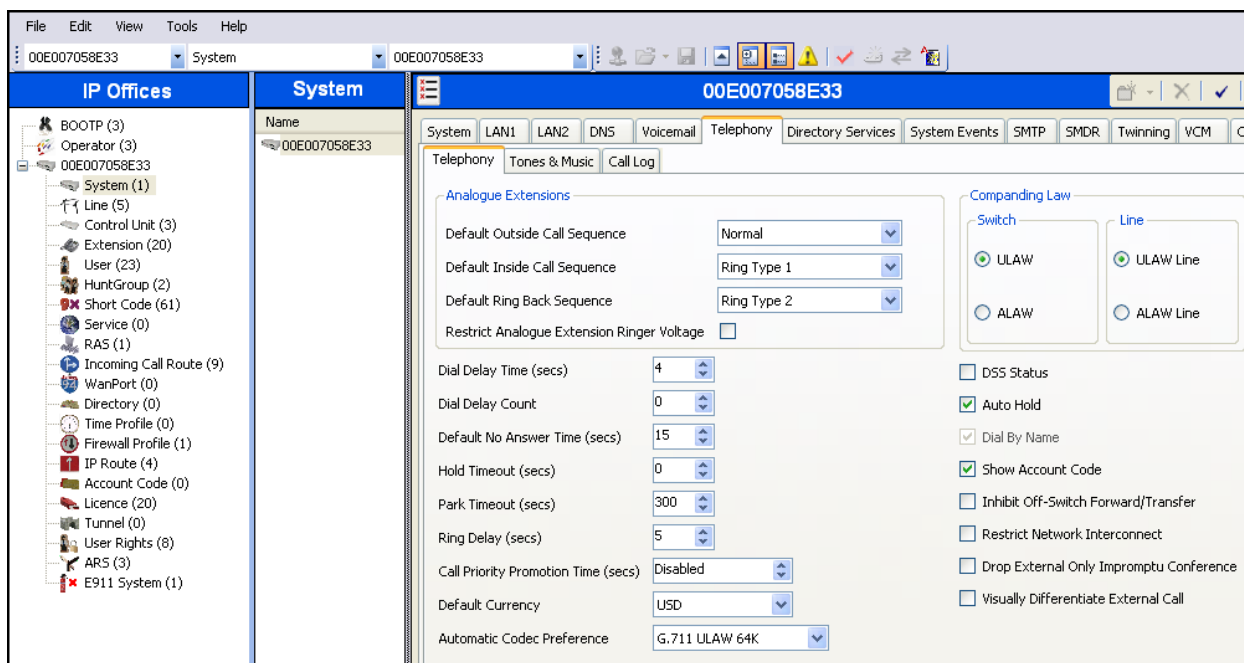 File Edit View Tools Help
00E007058E33 System 00E007058E33
IP Offices
BOOTP (3)
Operator (3)
00E007058E33
System (1)
Line (5)
Control Unit (3)
Extension (20)
User (23)
HuntGroup (2)
Short Code (61)
Service (0)
RAS (1)
Incoming Call Route (9)
WanPort (0)
Directory (0)
Time Profile (0)
Firewall Profile (1)
IP Route (4)
Account Code (0)
Licence (20)
Tunnel (0)
User Rights (8)
ARS (3)
E911 System (1)
System
Name
00E007058E33
00E007058E33
System LAN1 LAN2 DNS Voicemail Telephony Directory Services System Events SMTP SMDR Twinning VCM
Telephony Tones & Music Call Log
Analogue Extensions
Default Outside Call Sequence Normal
Default Inside Call Sequence Ring Type 1
Default Ring Back Sequence Ring Type 2
Restrict Analogue Extension Ringer Voltage
Companding Law
Switch Line
ULAW ULAW Line
ALAW ALAW Line
Dial Delay Time (secs) 4
Dial Delay Count 0
Default No Answer Time (secs) 15
Hold Timeout (secs) 0
Park Timeout (secs) 300
Ring Delay (secs) 5
Call Priority Promotion Time (secs) Disabled
Default Currency USD
Automatic Codec Preference G.711 ULAW 64K
DSS Status
Auto Hold
Dial By Name
Show Account Code
Inhibit Off-Switch Forward/Transfer
Restrict Network Interconnect
Drop External Only Impromptu Conference
Visually Differentiate External Call